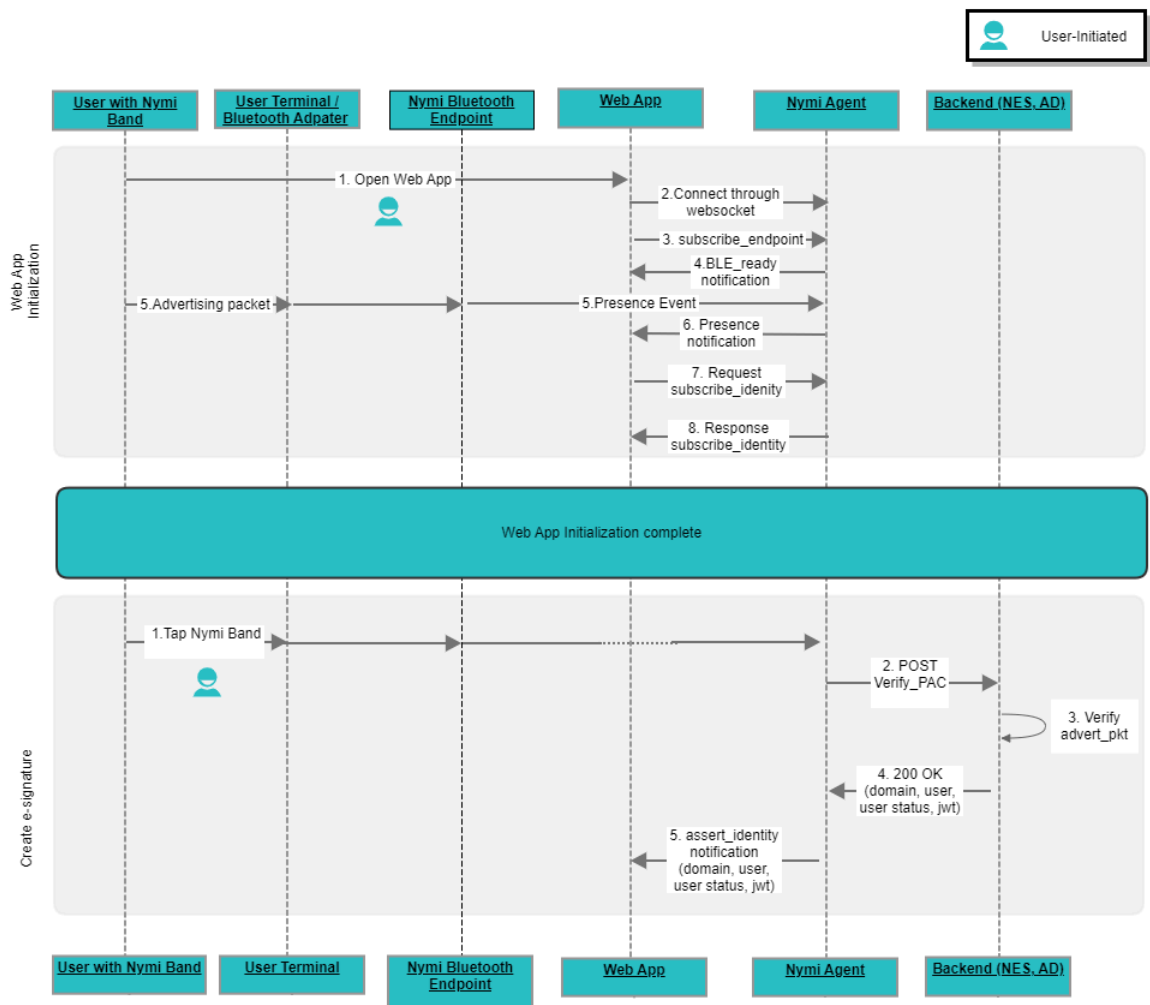 User-Initiated
User with Nymi
Band
User Terminal /
Bluetooth Adpater
Nymi Bluetooth
Endpoint
Web App
Nymi Agent
Backend (NES, AD)
Web App
Initialization
1. Open Web App
2.Connect through
websocket
3. subscribe_endpoint
4.BLE_ready
notification
5.Advertising packet
5.Presence Event
6. Presence
notification
7. Request
subscribe_idenity
8. Response
subscribe_identity
Web App Initialization complete
Create e-signature
1.Tap Nymi Band
2. POST
Verify_PAC
3. Verify
advert_pkt
4. 200 OK
(domain, user,
user status, jwt)
5. assert_identity
notification
(domain, user,
user status, jwt)
User with Nymi Band
User Terminal
Nymi Bluetooth
Endpoint
Web App
Nymi Agent
Backend (NES, AD)